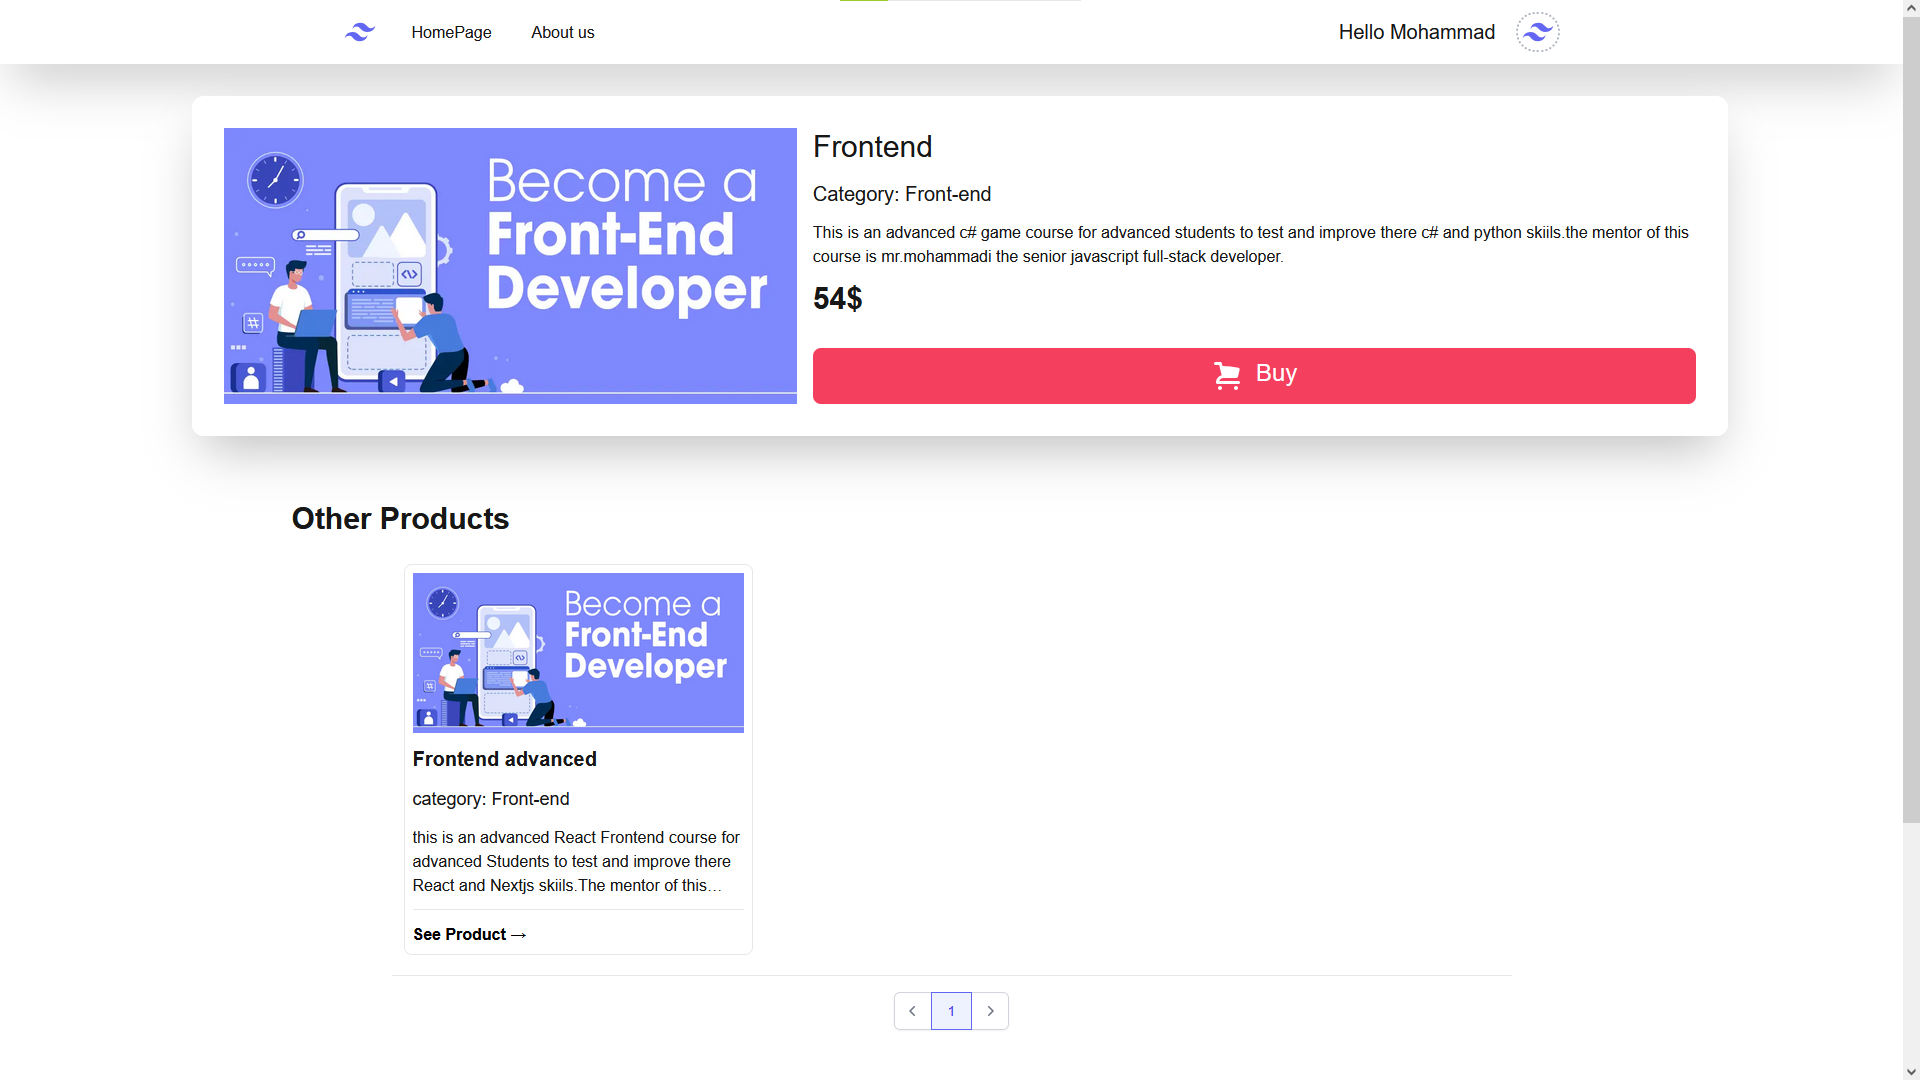 HomePage
About us
Hello Mohammad
Become a
Front-End
Developer
Frontend
Category: Front-end
This is an advanced c# game course for advanced students to test and improve there c# and python skiils.the mentor of this
course is mr.mohammadi the senior javascript full-stack developer.
54$
Buy
Other Products
Become a
Front-End
Developer
Frontend advanced
category: Front-end
this is an advanced React Frontend course for
advanced Students to test and improve there
React and Nextjs skiils.The mentor of this…
See Product →
1